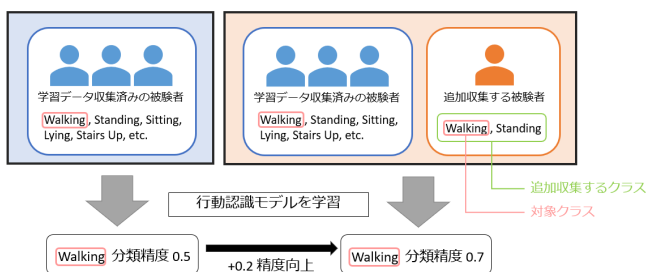 学習データ収集済みの被験者
Walking, Standing, Sitting,
Lying, Stairs Up, etc.
学習データ収集済みの被験者
Walking, Standing, Sitting,
Lying, Stairs Up, etc.
追加収集する被験者
Walking, Standing
追加収集するクラス
対象クラス
行動認識モデルを学習
Walking 分類精度 0.5
+0.2 精度向上
Walking 分類精度 0.7